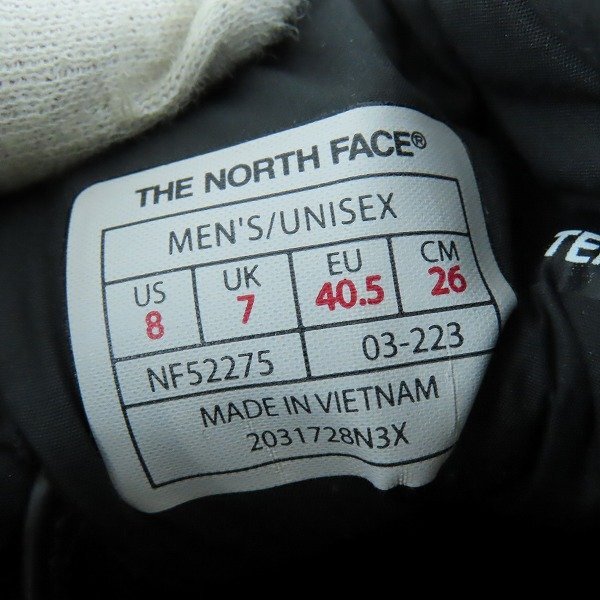 THE NORTH FACE®
MEN'S/UNISEX
US UK EU CM
8 7 40.5 26
NF52275 03-223
MADE IN VIETNAM
2031728N3X